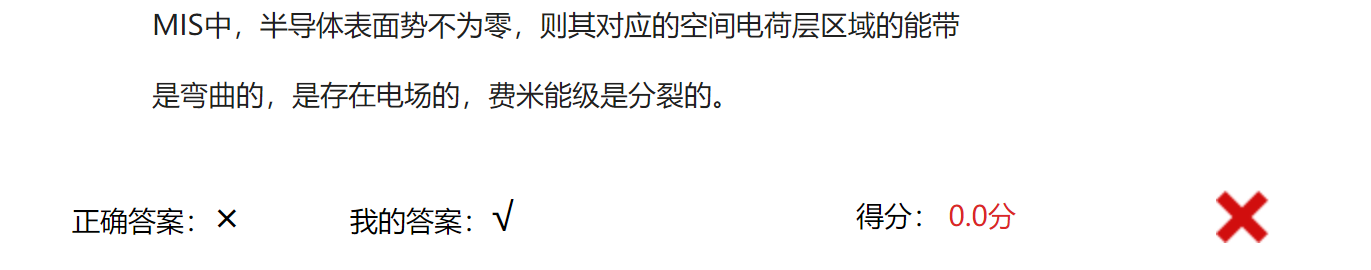 MIS中，半导体表面势不为零，则其对应的空间电荷层区域的能带
是弯曲的，是存在电场的，费米能级是分裂的。
正确答案：× 我的答案：√ 得分： 0.0分